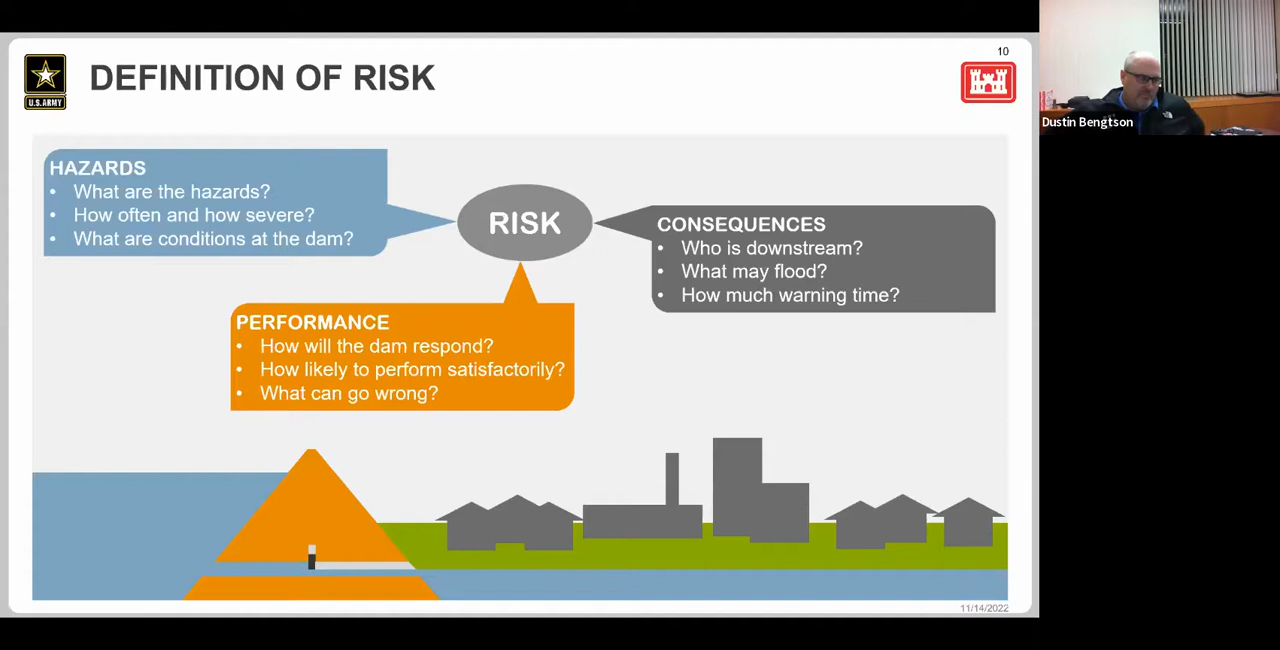 10
DEFINITION OF RISK
U.S. ARMY
Dustin Bengtson
HAZARDS
• What are the hazards?
• How often and how severe?
• What are conditions at the dam?
RISK
CONSEQUENCES
• Who is downstream?
• What may flood?
• How much warning time?
PERFORMANCE
• How will the dam respond?
• How likely to perform satisfactorily?
• What can go wrong?
11/14/2022